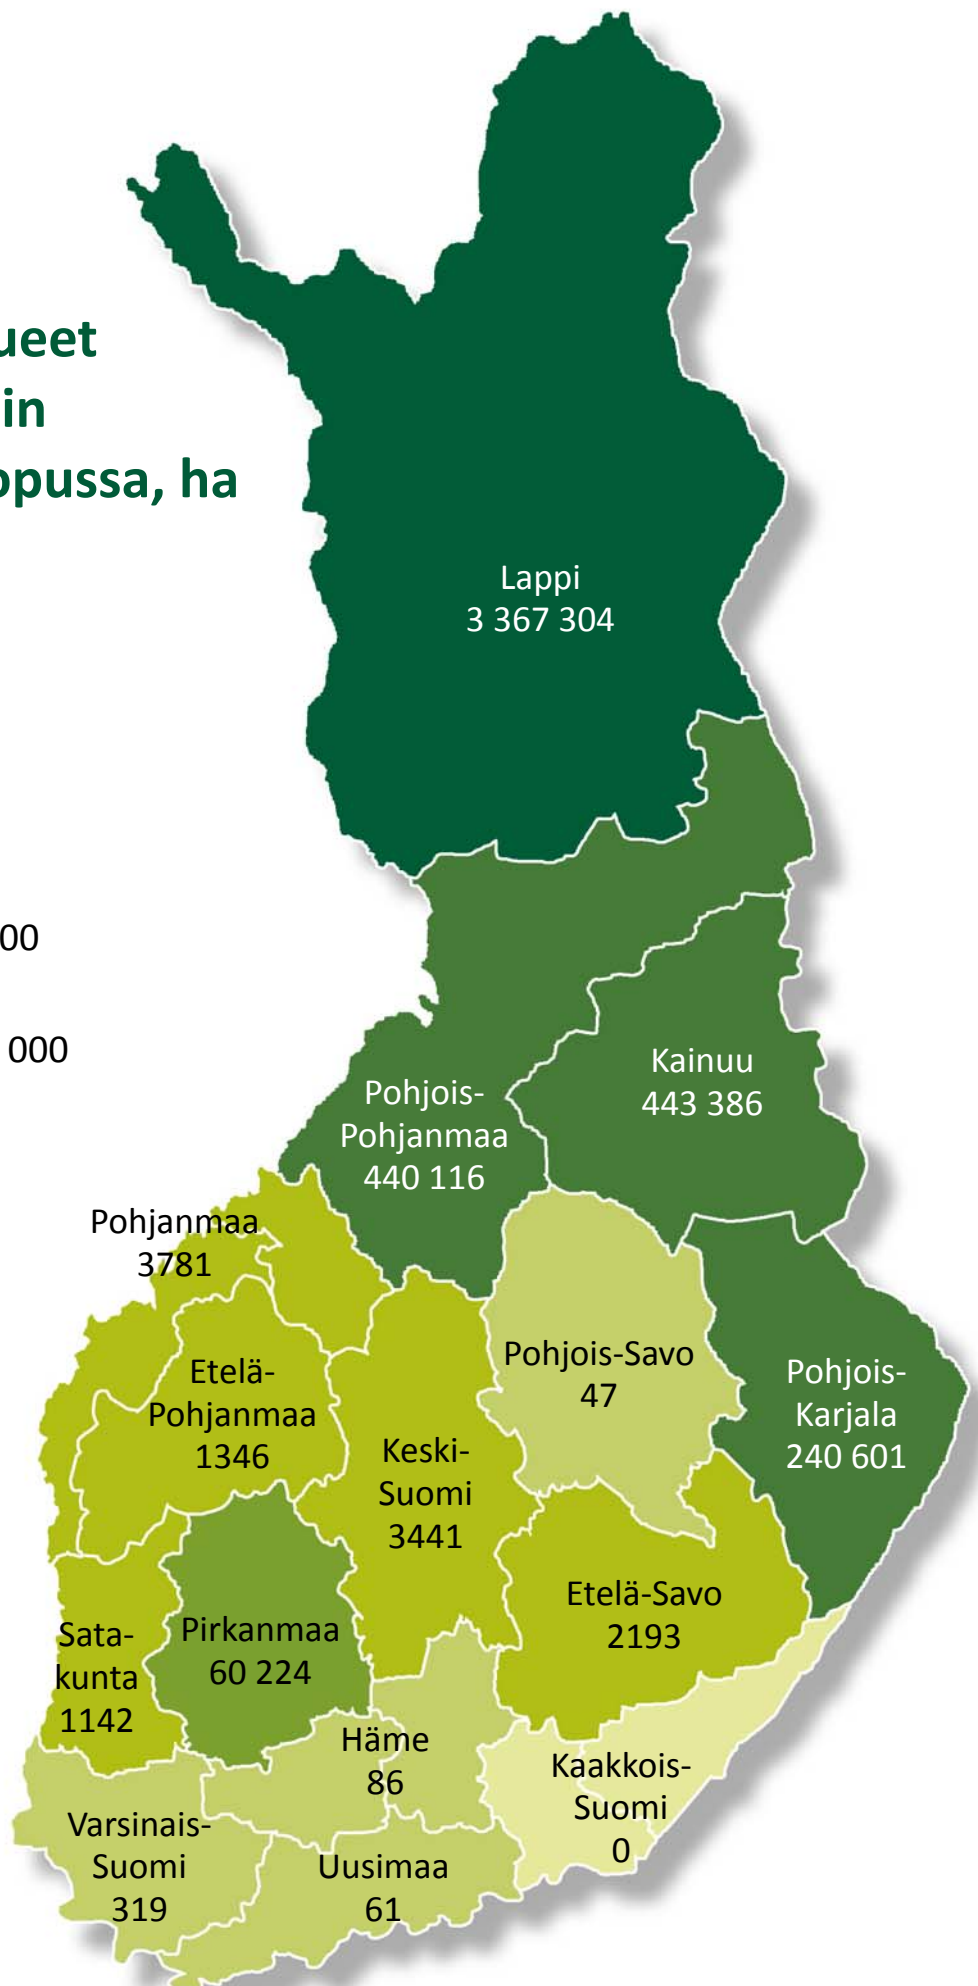 ueet
in
opussa, ha
Lappi
3 367 304
00
000
Kainuu
443 386
Pohjois-
Pohjanmaa
440 116
Pohjanmaa
3781
Pohjois-Savo
47
Etelä-
Pohjanmaa
1346
Pohjois-
Karjala
240 601
Keski-
Suomi
3441
Etelä-Savo
2193
Sata-
kunta
1142
Pirkanmaa
60 224
Häme
86
Kaakkois-
Suomi
0
Varsinais-
Suomi
319
Uusimaa
61